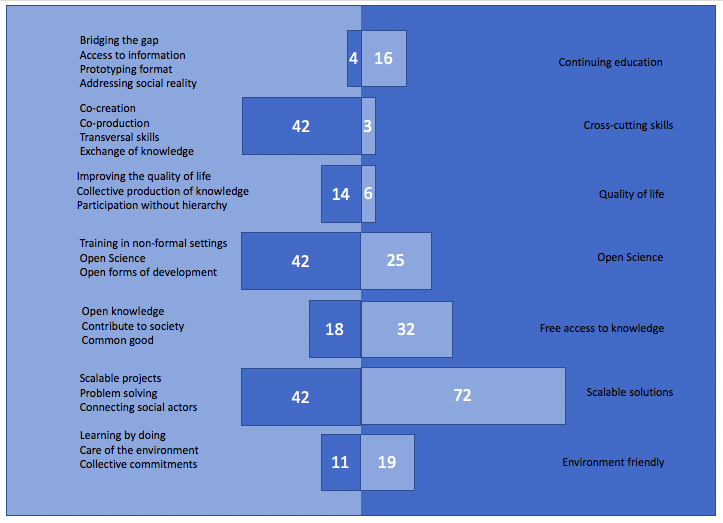 Bridging the gap
Access to information
Prototyping format
Addressing social reality
4
16
Continuing education
Co-creation
Co-production
Transversal skills
Exchange of knowledge
42
3
Cross-cutting skills
Improving the quality of life
Collective production of knowledge
Participation without hierarchy
14
6
Quality of life
Training in non-formal settings
Open Science
Open forms of development
42
25
Open Science
Open knowledge
Contribute to society
Common good
18
32
Free access to knowledge
Scalable projects
Problem solving
Connecting social actors
42
72
Scalable solutions
Learning by doing
Care of the environment
Collective commitments
11
19
Environment friendly